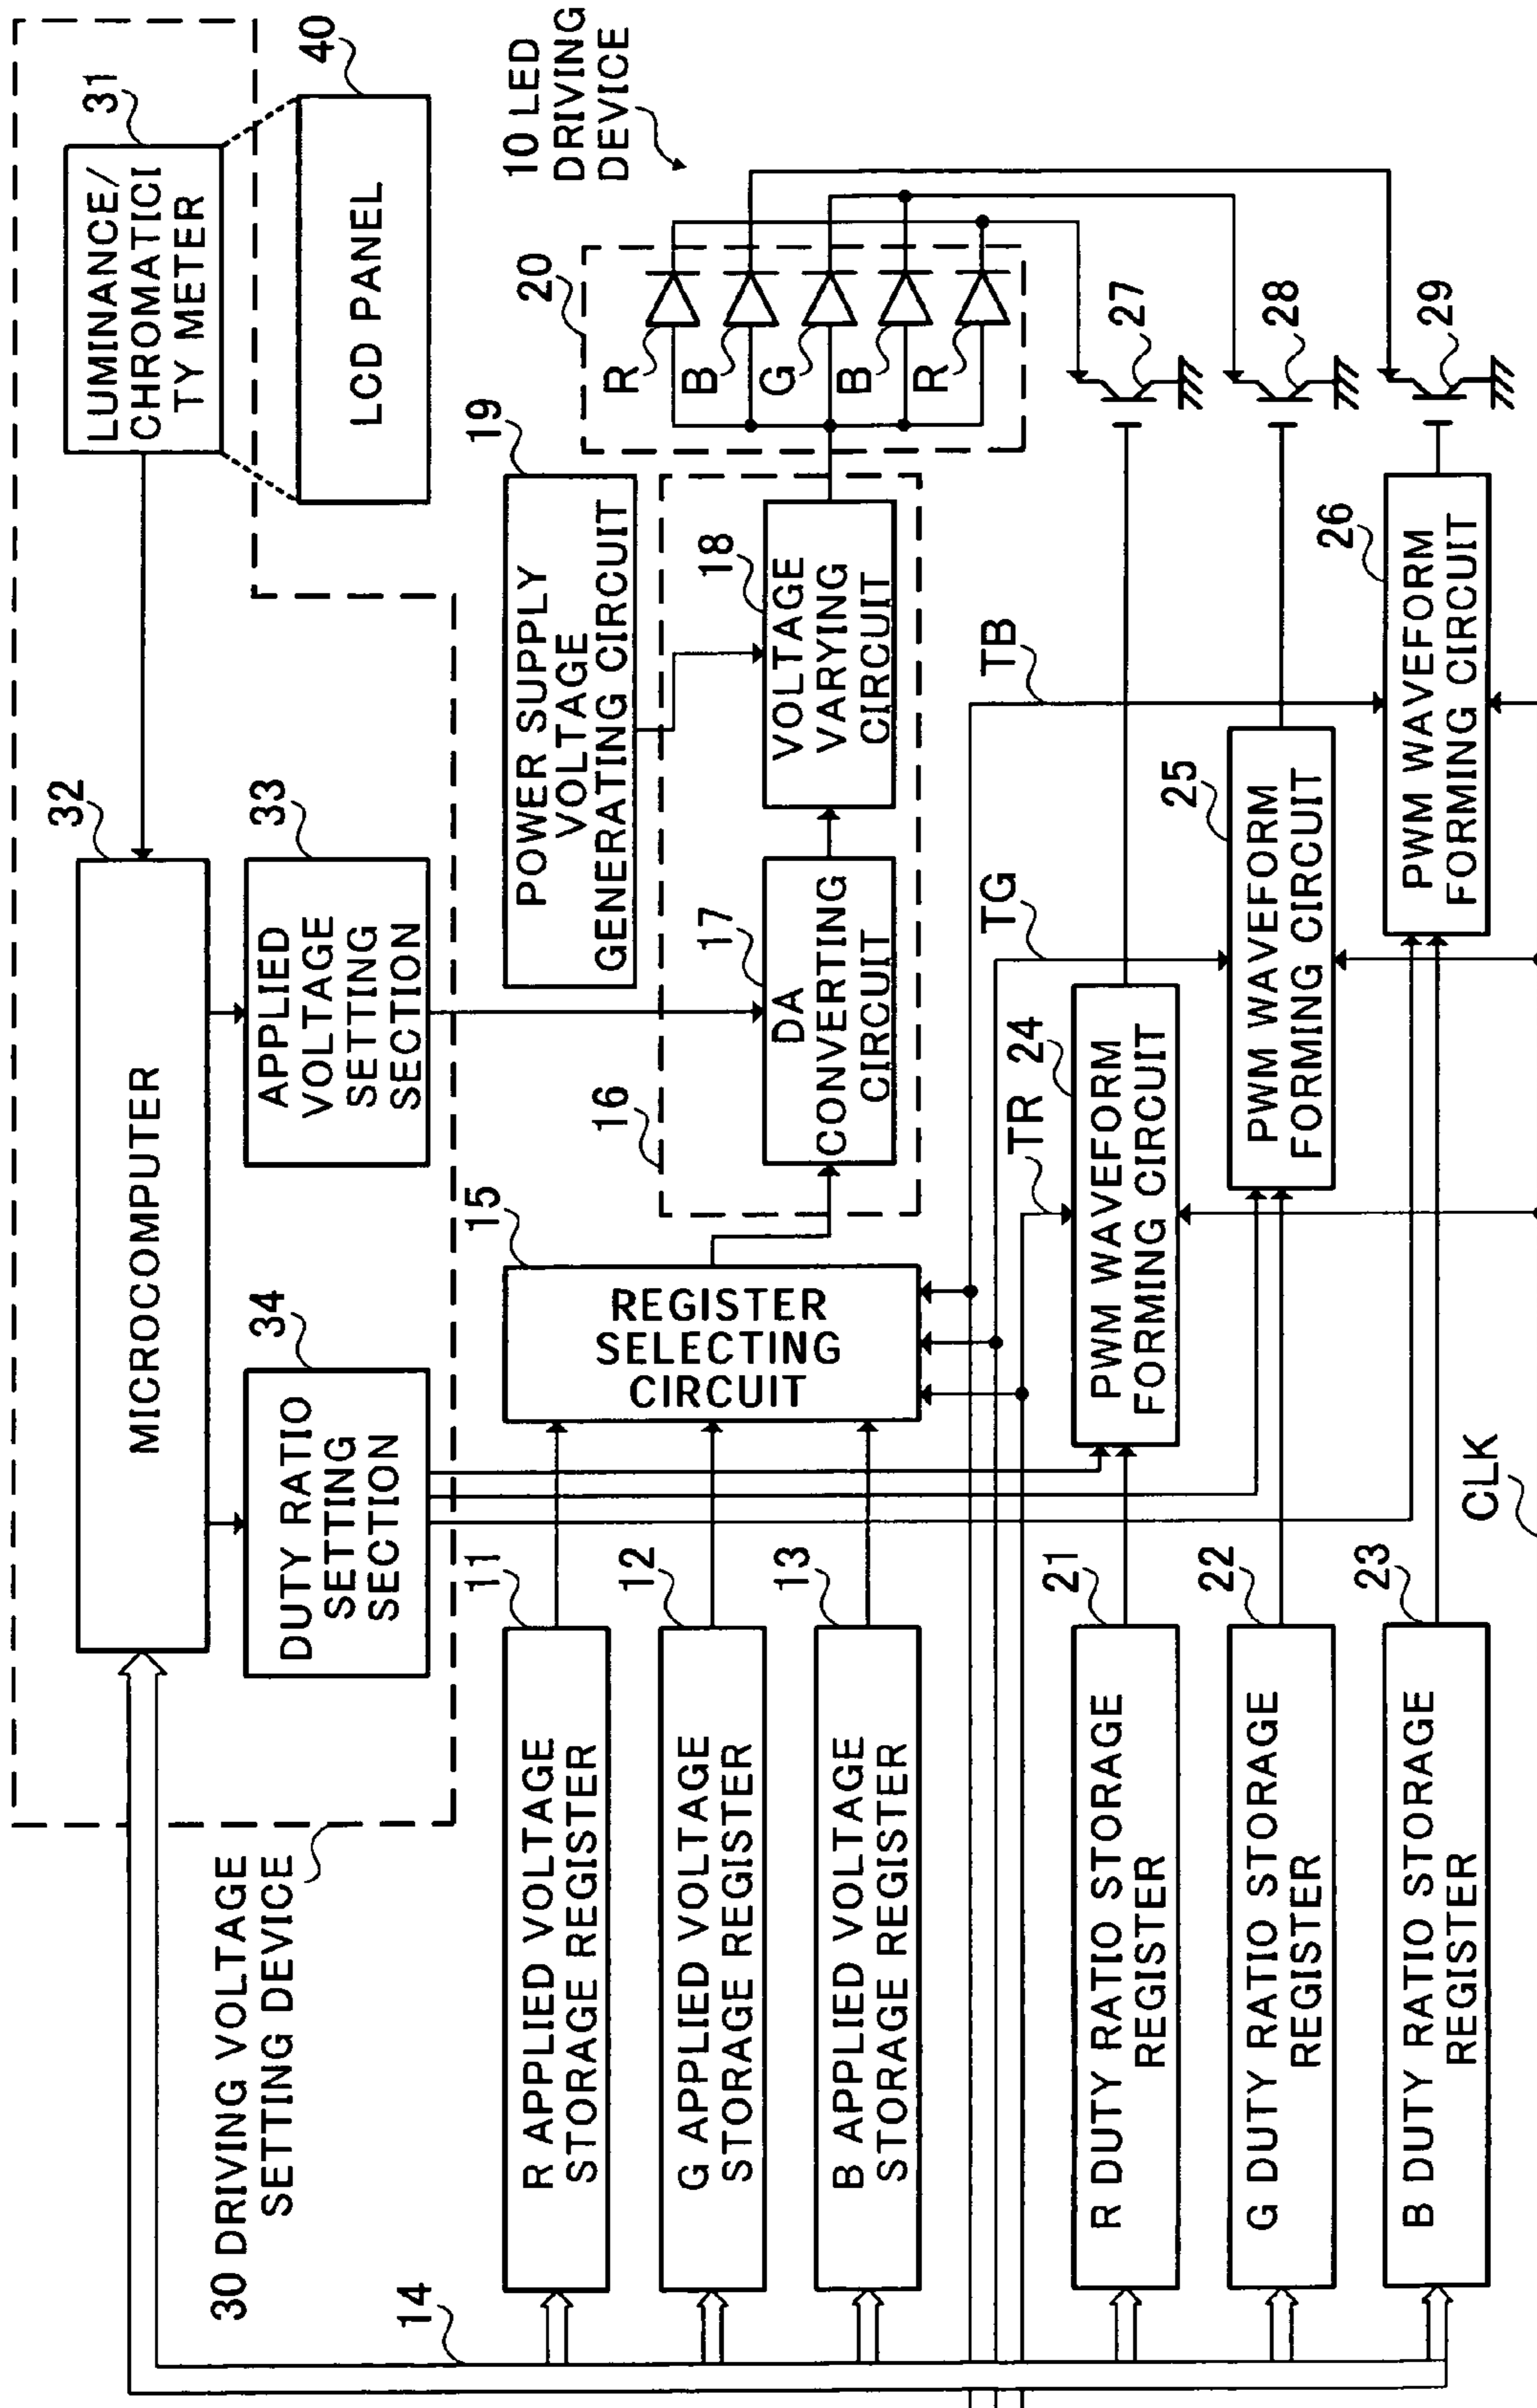 30 DRIVING VOLTAGE
SETTING DEVICE
32
MICROCOMPUTER
31
LUMINANCE/
CHROMATICI
TY METER
40
LCD PANEL
34
DUTY RATIO
SETTING
SECTION
33
APPLIED
VOLTAGE
SETTING
SECTION
10 LED
DRIVING
DEVICE
14
11
R APPLIED VOLTAGE
STORAGE REGISTER
12
G APPLIED VOLTAGE
STORAGE REGISTER
13
B APPLIED VOLTAGE
STORAGE REGISTER
15
REGISTER
SELECTING
CIRCUIT
16
17
DA
CONVERTING
CIRCUIT
18
VOLTAGE
VARYING
CIRCUIT
19
POWER SUPPLY
VOLTAGE
GENERATING CIRCUIT
20
R
B
G
B
R
TR
TG
TB
21
R DUTY RATIO STORAGE
REGISTER
22
G DUTY RATIO STORAGE
REGISTER
23
B DUTY RATIO STORAGE
REGISTER
24
PWM WAVEFORM
FORMING CIRCUIT
25
PWM WAVEFORM
FORMING CIRCUIT
26
PWM WAVEFORM
FORMING CIRCUIT
27
28
29
CLK